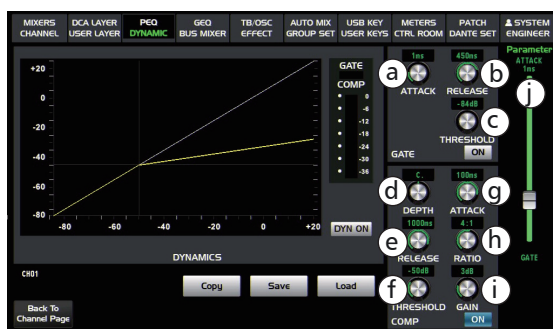 MIXERS DCA LAYER PEQ GEQ TB/OSC AUTO MIX USB KEY METERS PATCH SYSTEM
CHANNEL USER LAYER DYNAMIC BUS MIXER EFFECT GROUP SET USER KEYS CTRL ROOM DANTE SET ENGINEER
Parameter
ATTACK
1ms
j
+20
0
-20
-40
-60
-80
-80 -60 -40 -20 0 +20
GATE
COMP
0
-6
-12
-18
-24
-30
-36
DYN ON
DYNAMICS
1ms 450ms
a b
ATTACK RELEASE
-84dB
c
THRESHOLD
GATE ON
C. 100ms
d g
DEPTH ATTACK
1000ms 4:1
e h
RELEASE RATIO
-50dB 3dB
f i
THRESHOLD GAIN
COMP ON
GATE
CH01
Copy Save Load
Back To
Channel Page